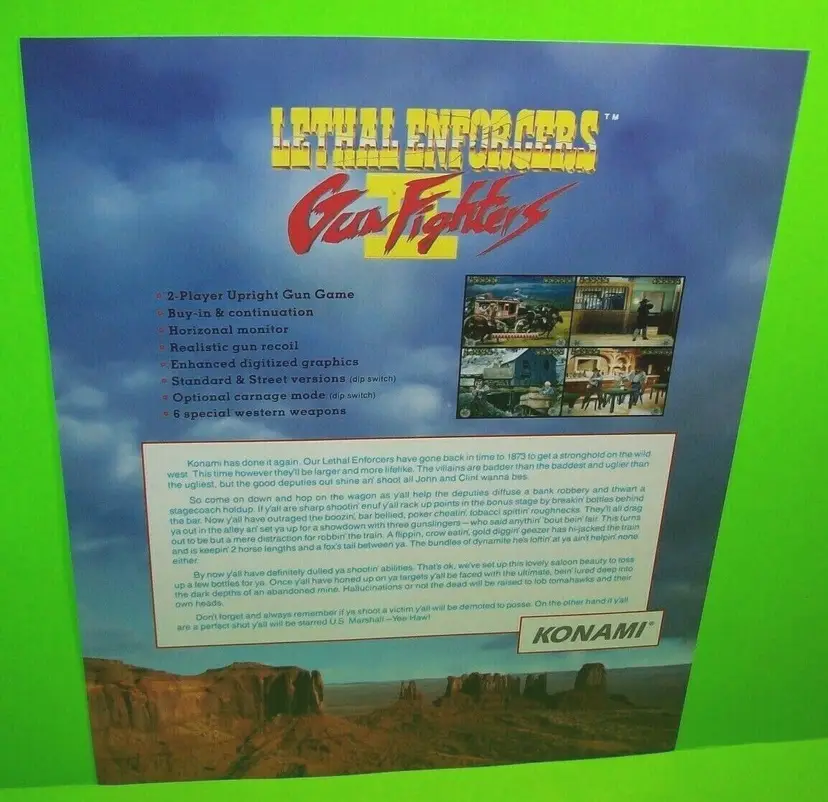 LETHAL ENFORCERS™
II
Gun Fighters
2-Player Upright Gun Game
Buy-in & continuation
Horizonal monitor
Realistic gun recoil
Enhanced digitized graphics
Standard & Street versions (dip switch)
Optional carnage mode (dip switch)
6 special western weapons
Konami has done it again. Our Lethal Enforcers have gone back in time to 1873 to get a stronghold on the wild
west. This time however they'll be larger and more lifelike. The villains are badder than the baddest and uglier than
the ugliest, but the good deputies out shine an' shoot all John and Clint wanna bes.
So come on down and hop on the wagon as y'all help the deputies diffuse a bank robbery and thwart a
stagecoach holdup. If y'all are sharp shootin' enuf y'all rack up points in the bonus stage by breakin' bottles behind
the bar. Now y'all have outraged the boozin', bar bellied, poker cheatin', tobacci spittin' roughnecks. They'll all drag
ya out in the alley an' set ya up for a showdown with three gunslingers—who said anythin' 'bout bein' fair. This turns
out to be but a mere distraction for robbin' the train. A flippin, crow eatin', gold diggin' geezer has hi-jacked the train
and is keepin' 2 horse lengths and a fox's tail between ya. The bundles of dynamite he's loftin' at ya ain't helpin' none
either.
By now y'all have definitely dulled ya shootin' abilities. That's ok, we've set up this lovely saloon beauty to toss
up a few bottles for ya. Once y'all have honed up on ya targets y'all be faced with the ultimate, bein' lured deep into
the dark depths of an abandoned mine. Hallucinations or not the dead will be raised to lob tomahawks and their
own heads.
Don't forget and always remember if ya shoot a victim y'all will be demoted to posse. On the other hand if y'all
are a perfect shot y'all will be starred U.S. Marshall—Yee Haw!
KONAMI®